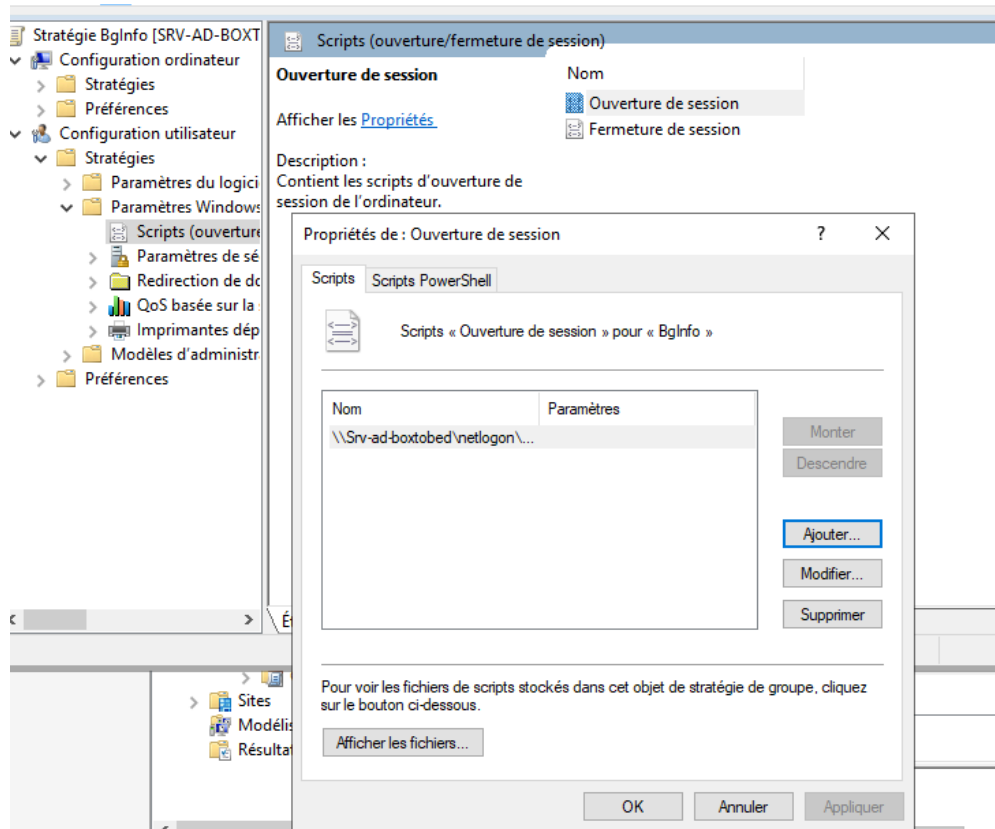 Stratégie BgInfo [SRV-AD-BOXT
Configuration ordinateur
Stratégies
Préférences
Configuration utilisateur
Stratégies
Paramètres du logici
Paramètres Windows
Scripts (ouverture
Paramètres de sé
Redirection de do
QoS basée sur la
Imprimantes dép
Modèles d'administr
Préférences
Scripts (ouverture/fermeture de session)
Ouverture de session
Afficher les Propriétés
Description :
Contient les scripts d'ouverture de
session de l'ordinateur.
Nom
Ouverture de session
Fermeture de session
Propriétés de : Ouverture de session
Scripts
Scripts PowerShell
Scripts « Ouverture de session » pour « BgInfo »
Nom Paramètres
\\Srv-ad-boxtobed\netlogon\...
Monter
Descendre
Ajouter...
Modifier...
Supprimer
Pour voir les fichiers de scripts stockés dans cet objet de stratégie de groupe, cliquez
sur le bouton ci-dessous.
Afficher les fichiers...
OK Annuler Appliquer
Sites
Modélis
Résultat